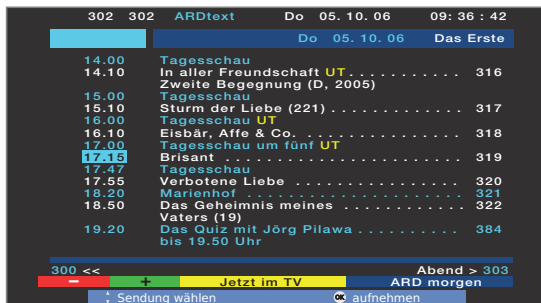 302 302 ARDtext Do 05. 10. 06 09: 36 : 42
Do 05. 10. 06 Das Erste
14.00 Tagesschau
14.10 In aller Freundschaft UT . . . . . . . . . . . 316
Zweite Begegnung (D, 2005)
15.00 Tagesschau
15.10 Sturm der Liebe (221) . . . . . . . . . . . . . 317
16.00 Tagesschau UT
16.10 Eisbär, Affe & Co. . . . . . . . . . . . . . . . . 318
17.00 Tagesschau um fünf UT
17.15 Brisant . . . . . . . . . . . . . . . . . . . . . . . 319
17.47 Tagesschau
17.55 Verbotene Liebe . . . . . . . . . . . . . . . . 320
18.20 Marienhof . . . . . . . . . . . . . . . . . . . . 321
18.50 Das Geheimnis meines . . . . . . . . . . . . 322
Vaters (19)
19.20 Das Quiz mit Jörg Pilawa . . . . . . . . . . 384
bis 19.50 Uhr
300 << Abend > 303
− + Jetzt im TV ARD morgen
Sendung wählen OK aufnehmen